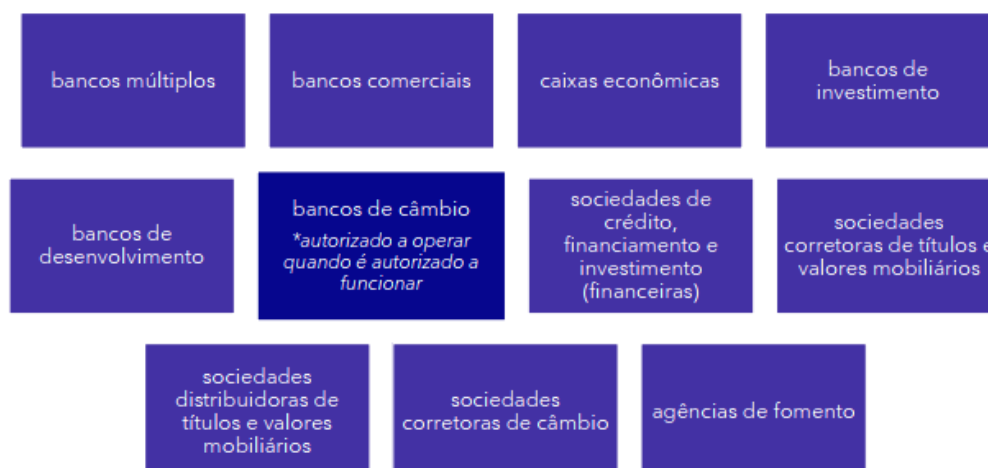 bancos múltiplos
bancos comerciais
caixas econômicas
bancos de
investimento
bancos de
desenvolvimento
bancos de câmbio
*autorizado a operar
quando é autorizado a
funcionar
sociedades de
crédito,
financiamento e
investimento
(financeiras)
sociedades
corretoras de títulos e
valores mobiliários
sociedades
distribuidoras de
títulos e valores
mobiliários
sociedades
corretoras de câmbio
agências de fomento